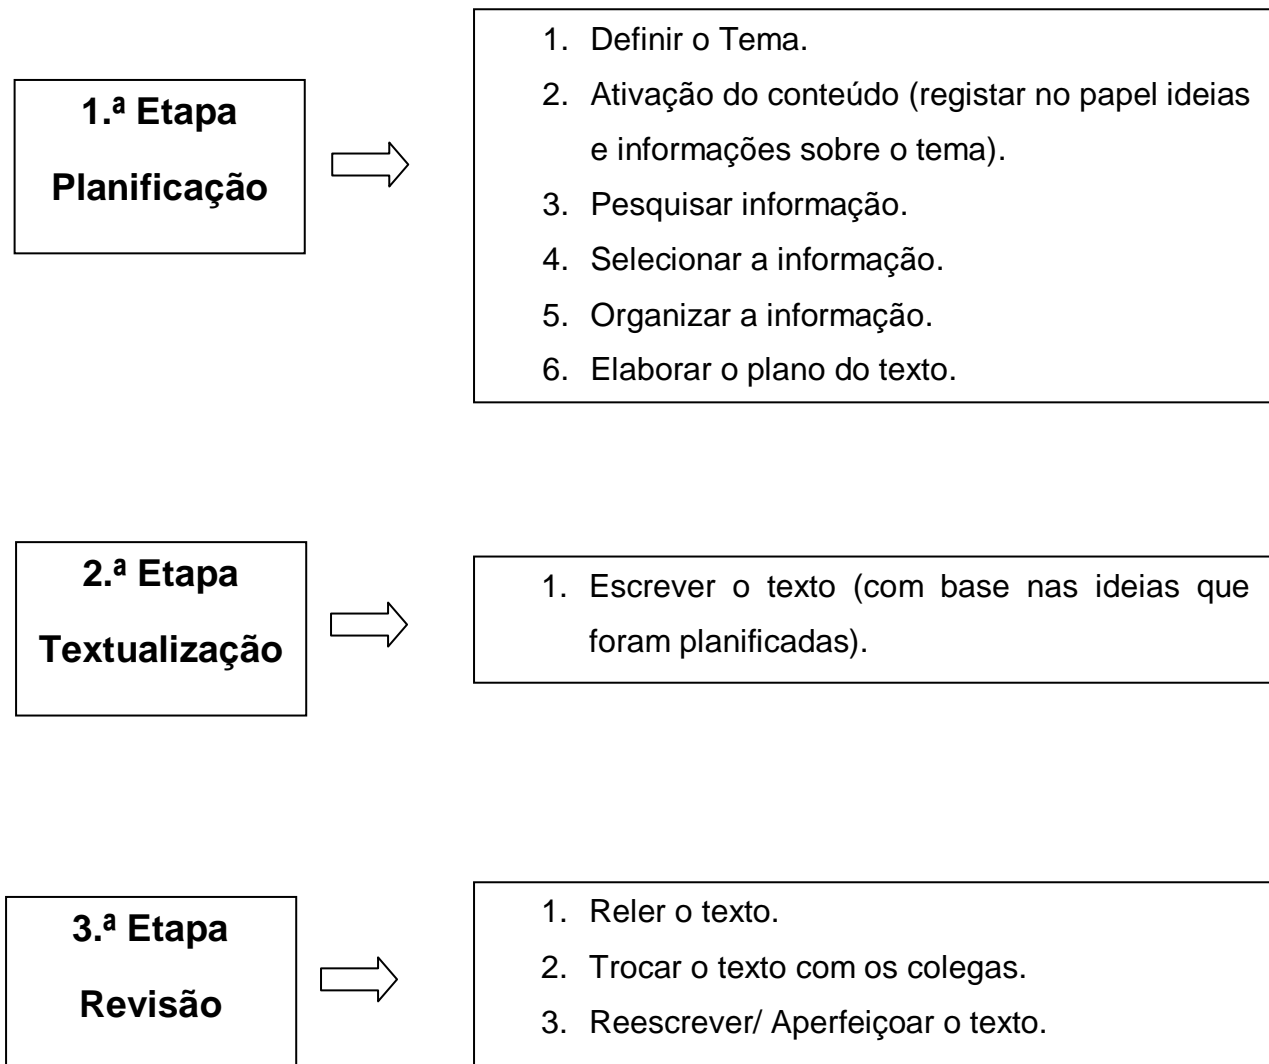 1.ª Etapa
Planificação
1. Definir o Tema.
2. Ativação do conteúdo (registar no papel ideias
e informações sobre o tema).
3. Pesquisar informação.
4. Selecionar a informação.
5. Organizar a informação.
6. Elaborar o plano do texto.
2.ª Etapa
Textualização
1. Escrever o texto (com base nas ideias que
foram planificadas).
3.ª Etapa
Revisão
1. Reler o texto.
2. Trocar o texto com os colegas.
3. Reescrever/ Aperfeiçoar o texto.